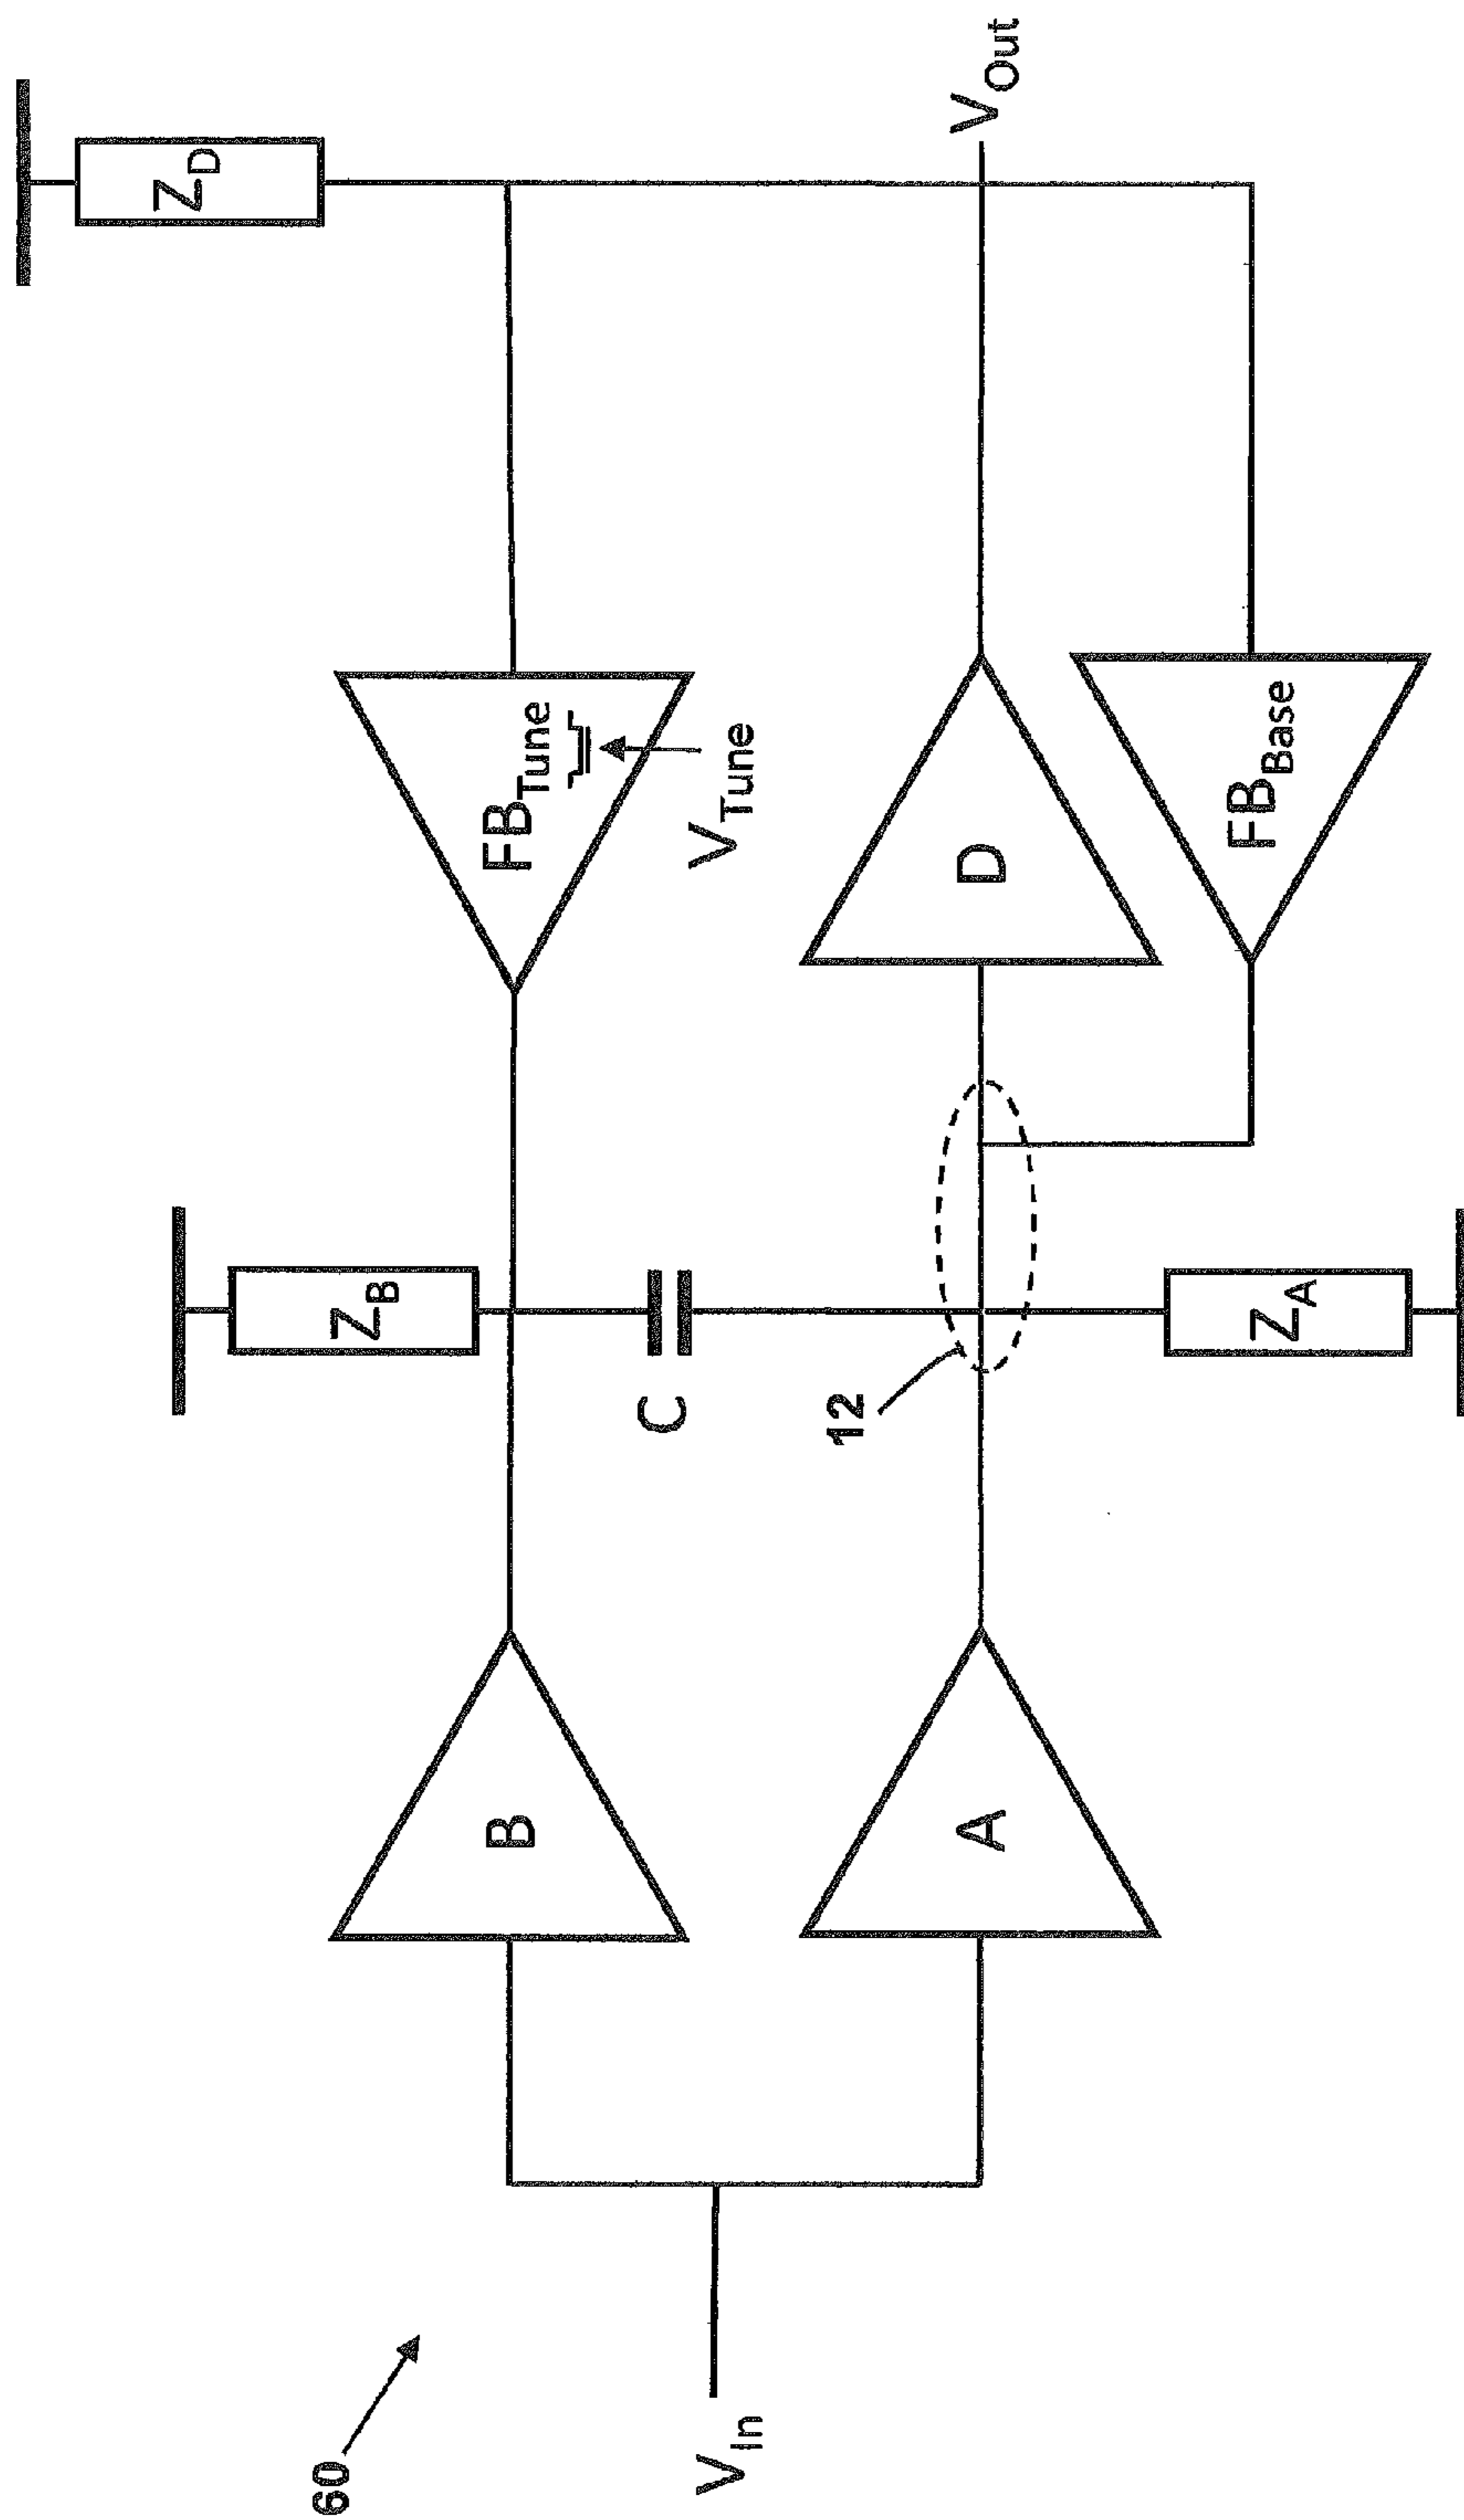 60
V_In
B
A
Z_B
C
12
Z_A
FB_Tune
V_Tune
D
FB_Base
Z_D
V_Out